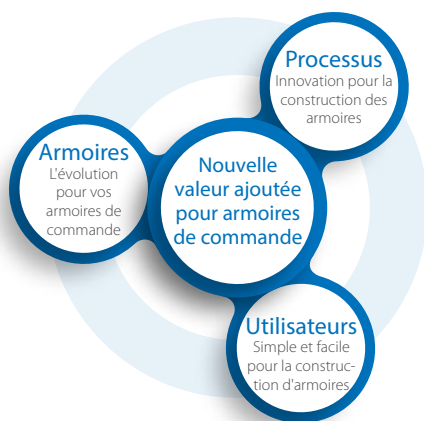 Processus
Innovation pour la
construction des
armoires
Armoires
L'évolution
pour vos
armoires de
commande
Nouvelle
valeur ajoutée
pour armoires
de commande
Utilisateurs
Simple et facile
pour la construc-
tion d'armoires